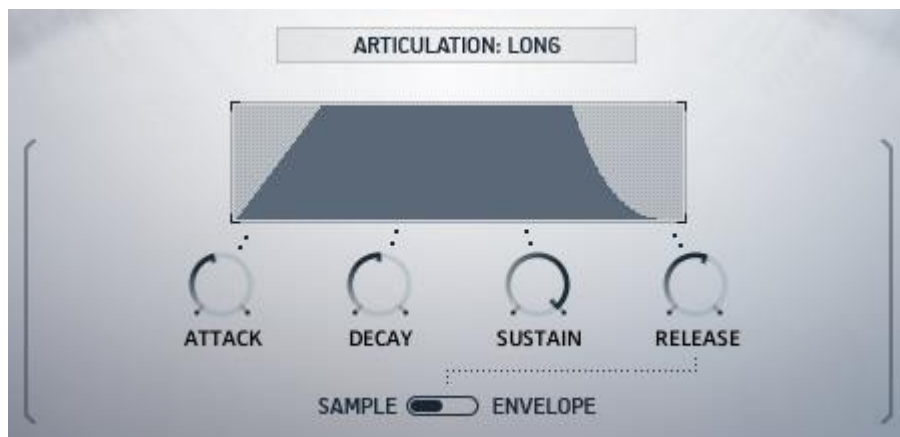 ARTICULATION: LONG
ATTACK
DECAY
SUSTAIN
RELEASE
SAMPLE
ENVELOPE